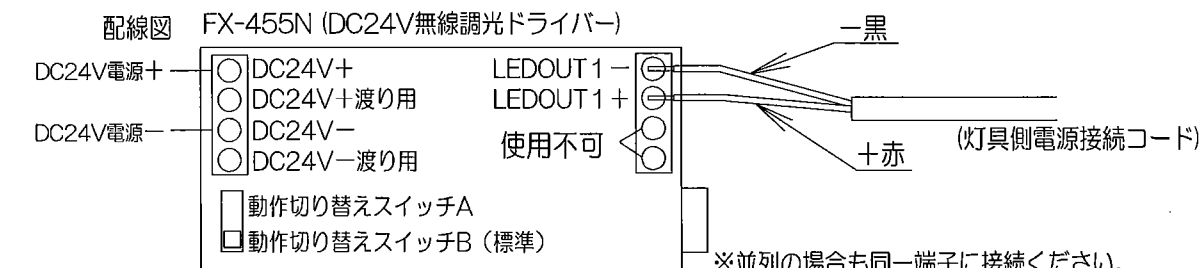 配線図 FX-455N (DC24V無線調光ドライバー)
DC24V電源+
DC24V電源−
DC24V+
DC24V+渡り用
DC24V−
DC24V−渡り用
LEDOUT1−
LEDOUT1+
使用不可
−黒
+赤
(灯具側電源接続コード)
動作切り替えスイッチA
動作切り替えスイッチB(標準)
※並列の場合も同一端子に接続ください。